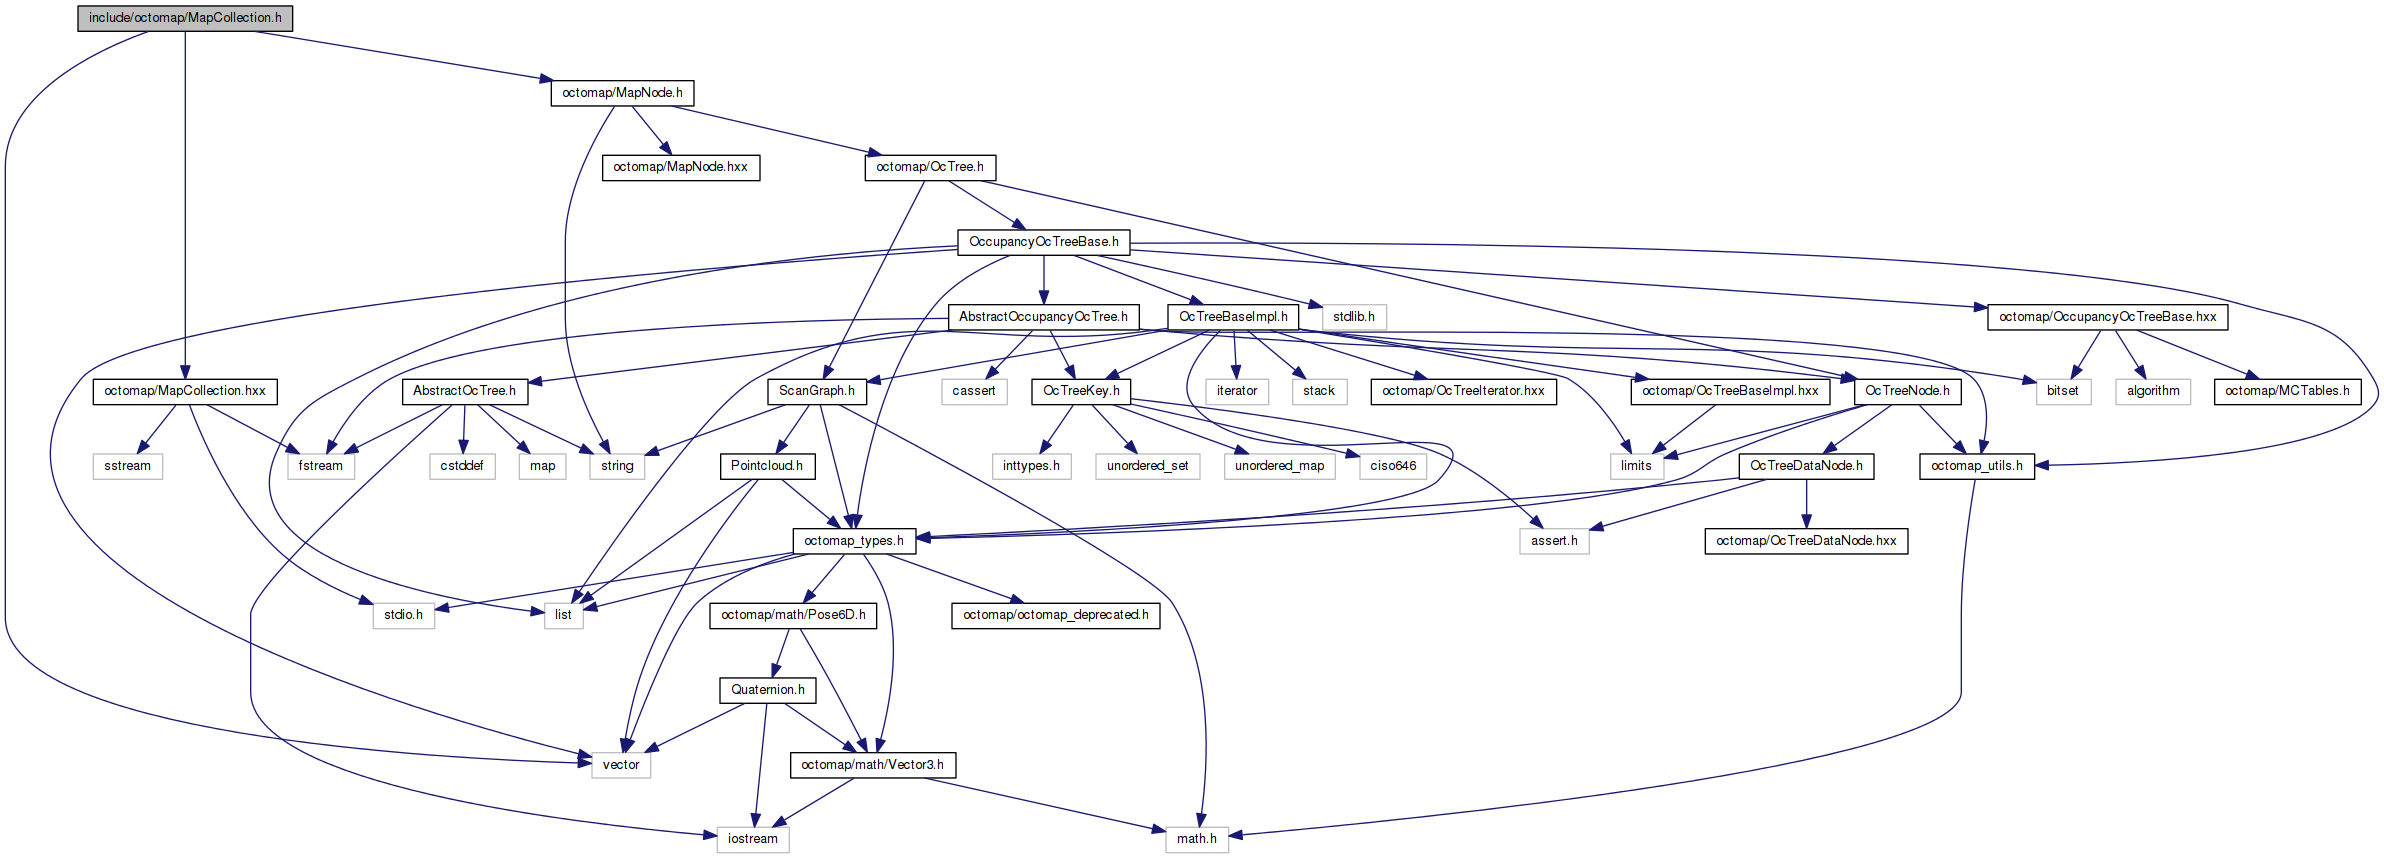 include/octomap/MapCollection.h
octomap/MapNode.h
octomap/MapNode.hxx
octomap/OcTree.h
OccupancyOcTreeBase.h
AbstractOccupancyOcTree.h
OcTreeBaseImpl.h
stdlib.h
octomap/OccupancyOcTreeBase.hxx
octomap/MapCollection.hxx
AbstractOcTree.h
ScanGraph.h
cassert
OcTreeKey.h
iterator
stack
octomap/OcTreeIterator.hxx
octomap/OcTreeBaseImpl.hxx
OcTreeNode.h
bitset
algorithm
octomap/MCTables.h
sstream
fstream
cstddef
map
string
Pointcloud.h
inttypes.h
unordered_set
unordered_map
ciso646
limits
OcTreeDataNode.h
octomap_utils.h
octomap_types.h
assert.h
octomap/OcTreeDataNode.hxx
stdio.h
list
octomap/math/Pose6D.h
octomap/octomap_deprecated.h
Quaternion.h
vector
octomap/math/Vector3.h
iostream
math.h